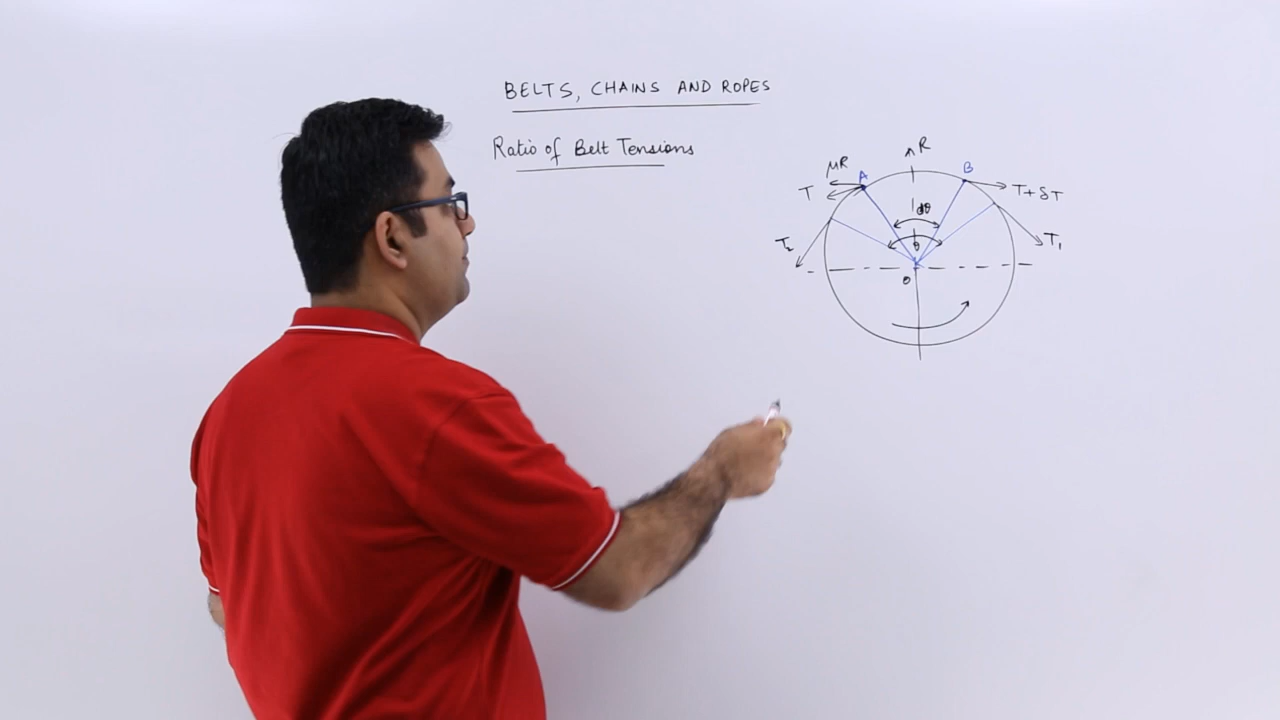 BELTS, CHAINS AND ROPES
Ratio of Belt Tensions
R
μR
A
B
T
T + δT
dθ
T₂
θ
T₁
O